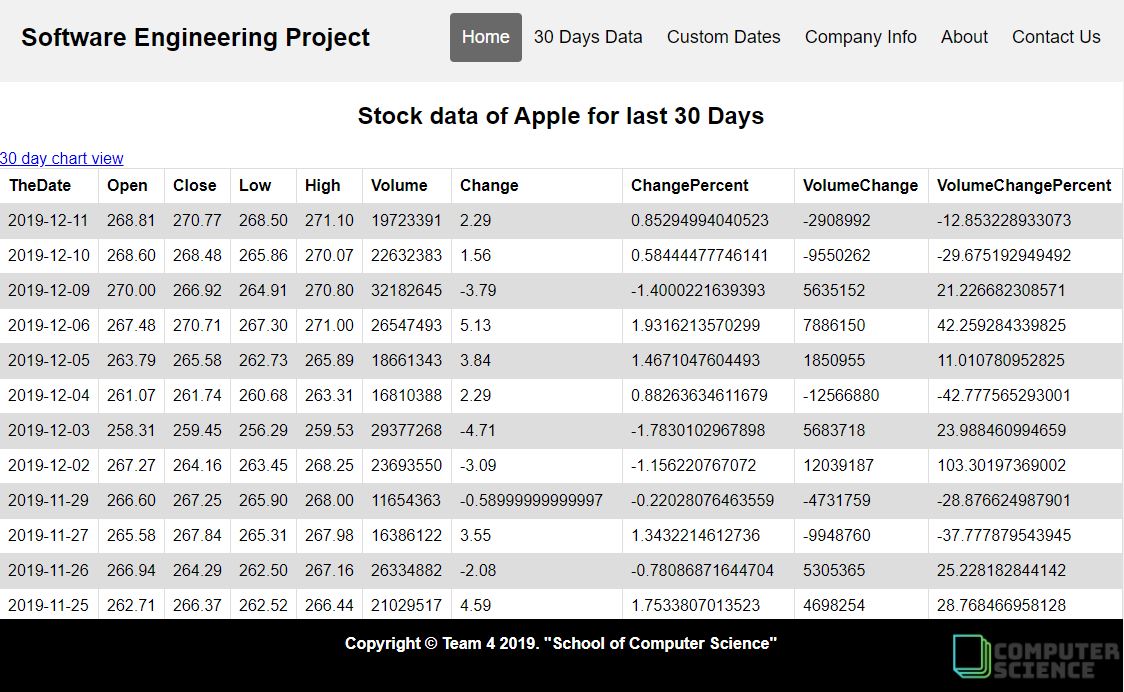 Software Engineering Project Home 30 Days Data Custom Dates Company Info About Contact Us
Stock data of Apple for last 30 Days
30 day chart view
TheDate Open Close Low High Volume Change ChangePercent VolumeChange VolumeChangePercent
2019-12-11 268.81 270.77 268.50 271.10 19723391 2.29 0.85294994040523 -2908992 -12.853228933073
2019-12-10 268.60 268.48 265.86 270.07 22632383 1.56 0.58444477746141 -9550262 -29.675192949492
2019-12-09 270.00 266.92 264.91 270.80 32182645 -3.79 -1.4000221639393 5635152 21.226682308571
2019-12-06 267.48 270.71 267.30 271.00 26547493 5.13 1.9316213570299 7886150 42.259284339825
2019-12-05 263.79 265.58 262.73 265.89 18661343 3.84 1.4671047604493 1850955 11.010780952825
2019-12-04 261.07 261.74 260.68 263.31 16810388 2.29 0.88263634611679 -12566880 -42.777565293001
2019-12-03 258.31 259.45 256.29 259.53 29377268 -4.71 -1.7830102967898 5683718 23.988460994659
2019-12-02 267.27 264.16 263.45 268.25 23693550 -3.09 -1.156220767072 12039187 103.30197369002
2019-11-29 266.60 267.25 265.90 268.00 11654363 -0.58999999999997 -0.22028076463559 -4731759 -28.876624987901
2019-11-27 265.58 267.84 265.31 267.98 16386122 3.55 1.3432214612736 -9948760 -37.777879543945
2019-11-26 266.94 264.29 262.50 267.16 26334882 -2.08 -0.78086871644704 5305365 25.228182844142
2019-11-25 262.71 266.37 262.52 266.44 21029517 4.59 1.7533807013523 4698254 28.768466958128
Copyright © Team 4 2019. "School of Computer Science"
COMPUTER
SCIENCE